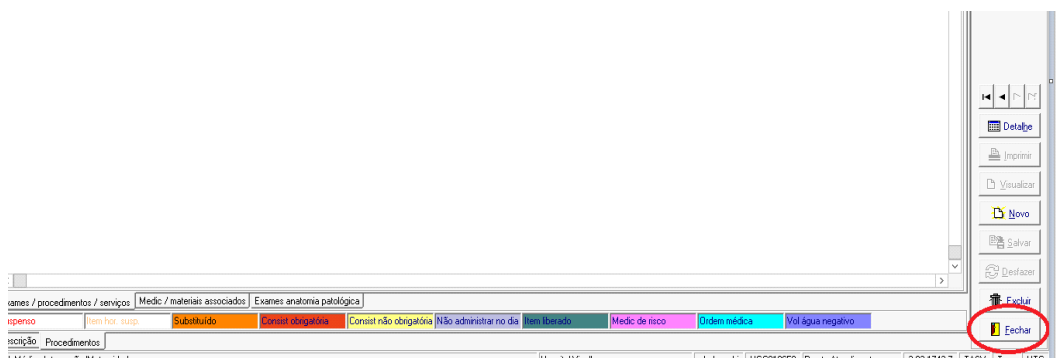 Detalhe
Imprimir
Visualizar
Novo
Salvar
Desfazer
Excluir
Fechar
exames / procedimentos / serviços Medic / materiais associados Exames anatomia patológica
Suspenso Item hor. susp. Substituído Consist obrigatória Consist não obrigatória Não administrar no dia Item liberado Medic de risco Ordem médica Vol água negativo
escrição Procedimentos